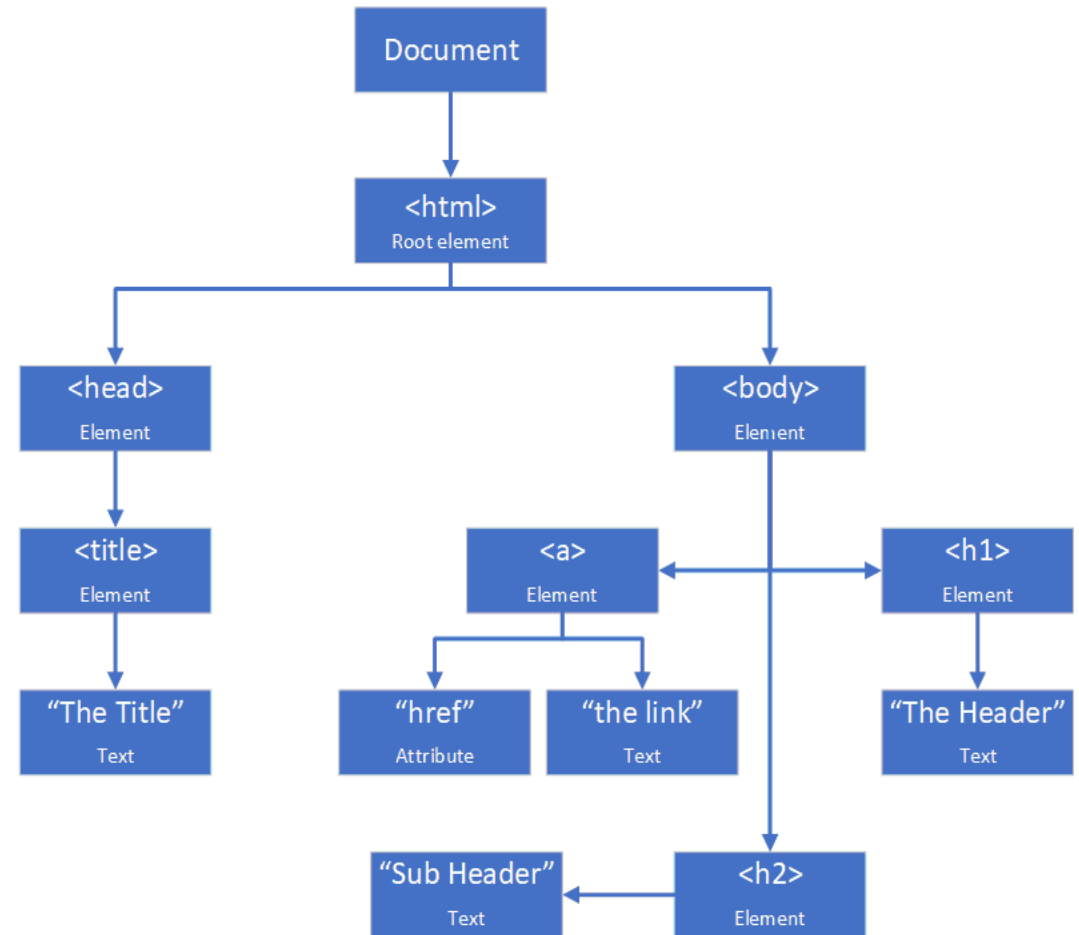 Document
<html>
Root element
<head>
Element
<body>
Element
<title>
Element
<a>
Element
<h1>
Element
“The Title”
Text
“href”
Attribute
“the link”
Text
“The Header”
Text
“Sub Header”
Text
<h2>
Element